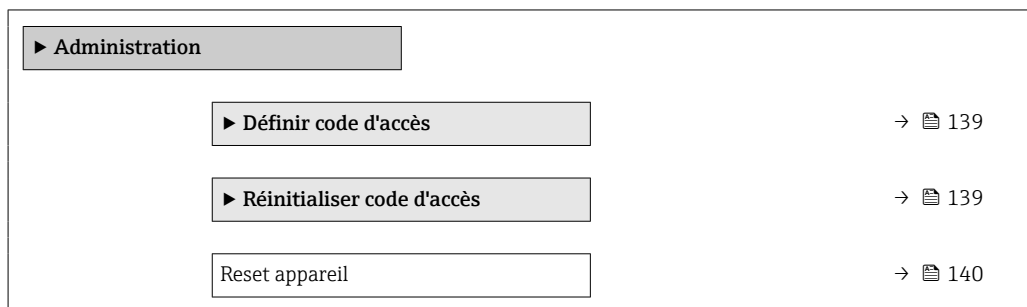 ▶ Administration
▶ Définir code d'accès → 139
▶ Réinitialiser code d'accès → 139
Reset appareil → 140